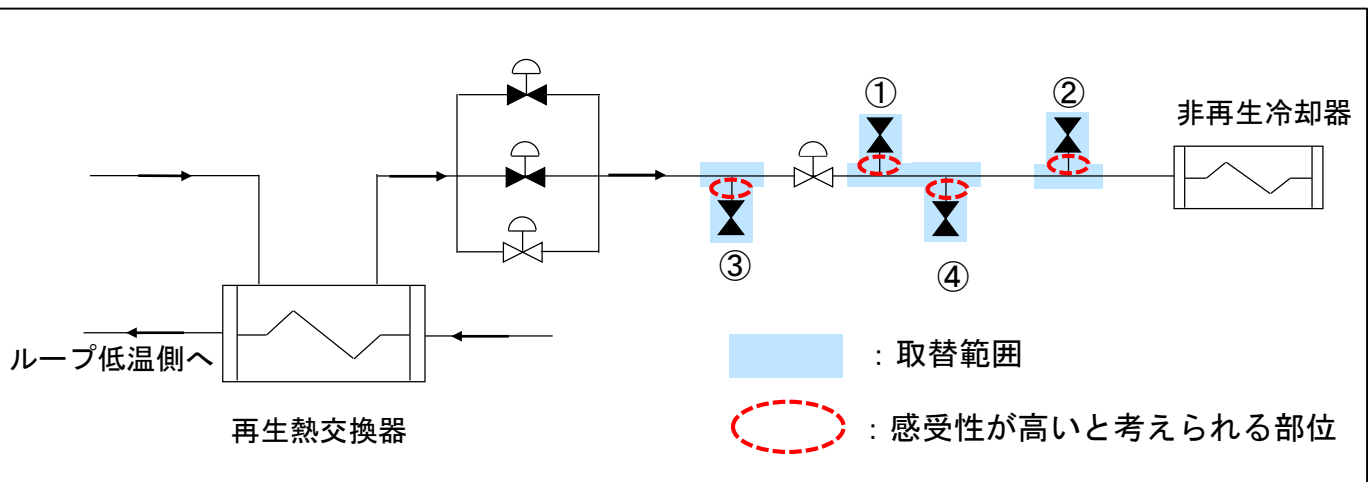 ①
②
非再生冷却器
③
④
ループ低温側へ
再生熱交換器
：取替範囲
：感受性が高いと考えられる部位